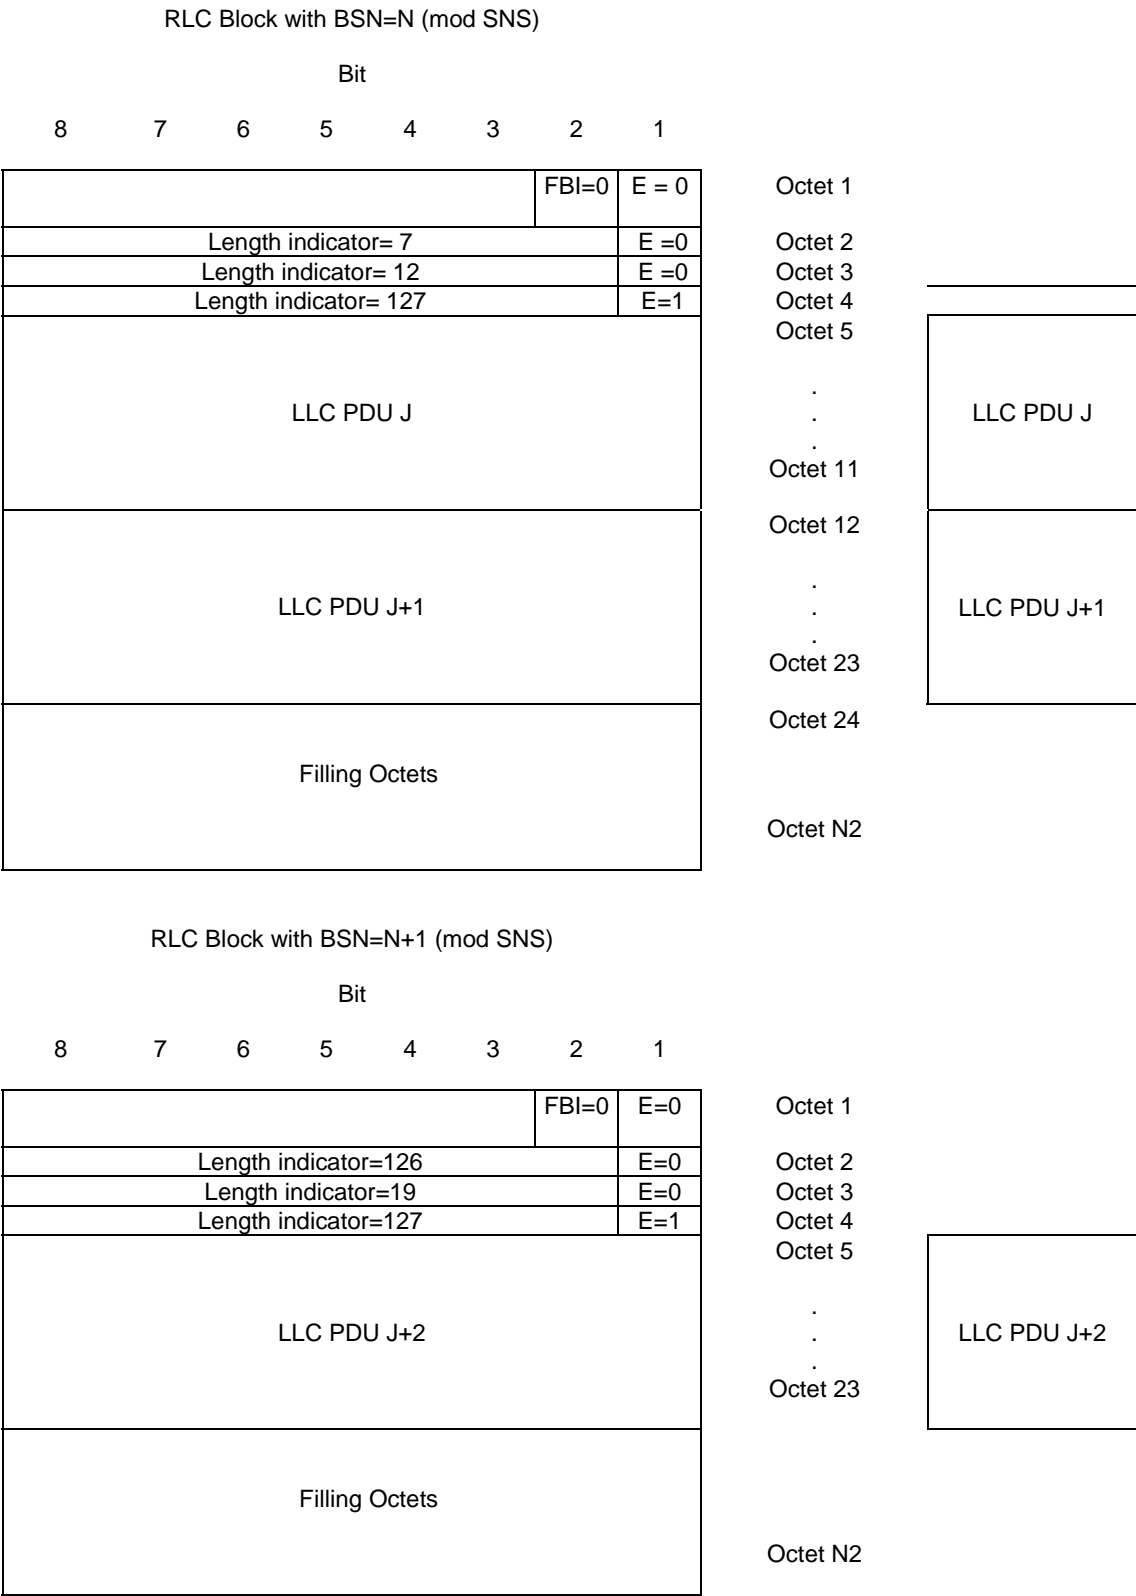 RLC Block with BSN=N (mod SNS)
Bit
8 7 6 5 4 3 2 1
FBI=0 E = 0 Octet 1
Length indicator= 7 E =0 Octet 2
Length indicator= 12 E =0 Octet 3
Length indicator= 127 E=1 Octet 4
Octet 5
.
LLC PDU J . LLC PDU J
.
Octet 11
Octet 12
.
LLC PDU J+1 . LLC PDU J+1
.
Octet 23
Octet 24
Filling Octets
Octet N2
RLC Block with BSN=N+1 (mod SNS)
Bit
8 7 6 5 4 3 2 1
FBI=0 E=0 Octet 1
Length indicator=126 E=0 Octet 2
Length indicator=19 E=0 Octet 3
Length indicator=127 E=1 Octet 4
Octet 5
.
LLC PDU J+2 . LLC PDU J+2
.
Octet 23
Filling Octets
Octet N2